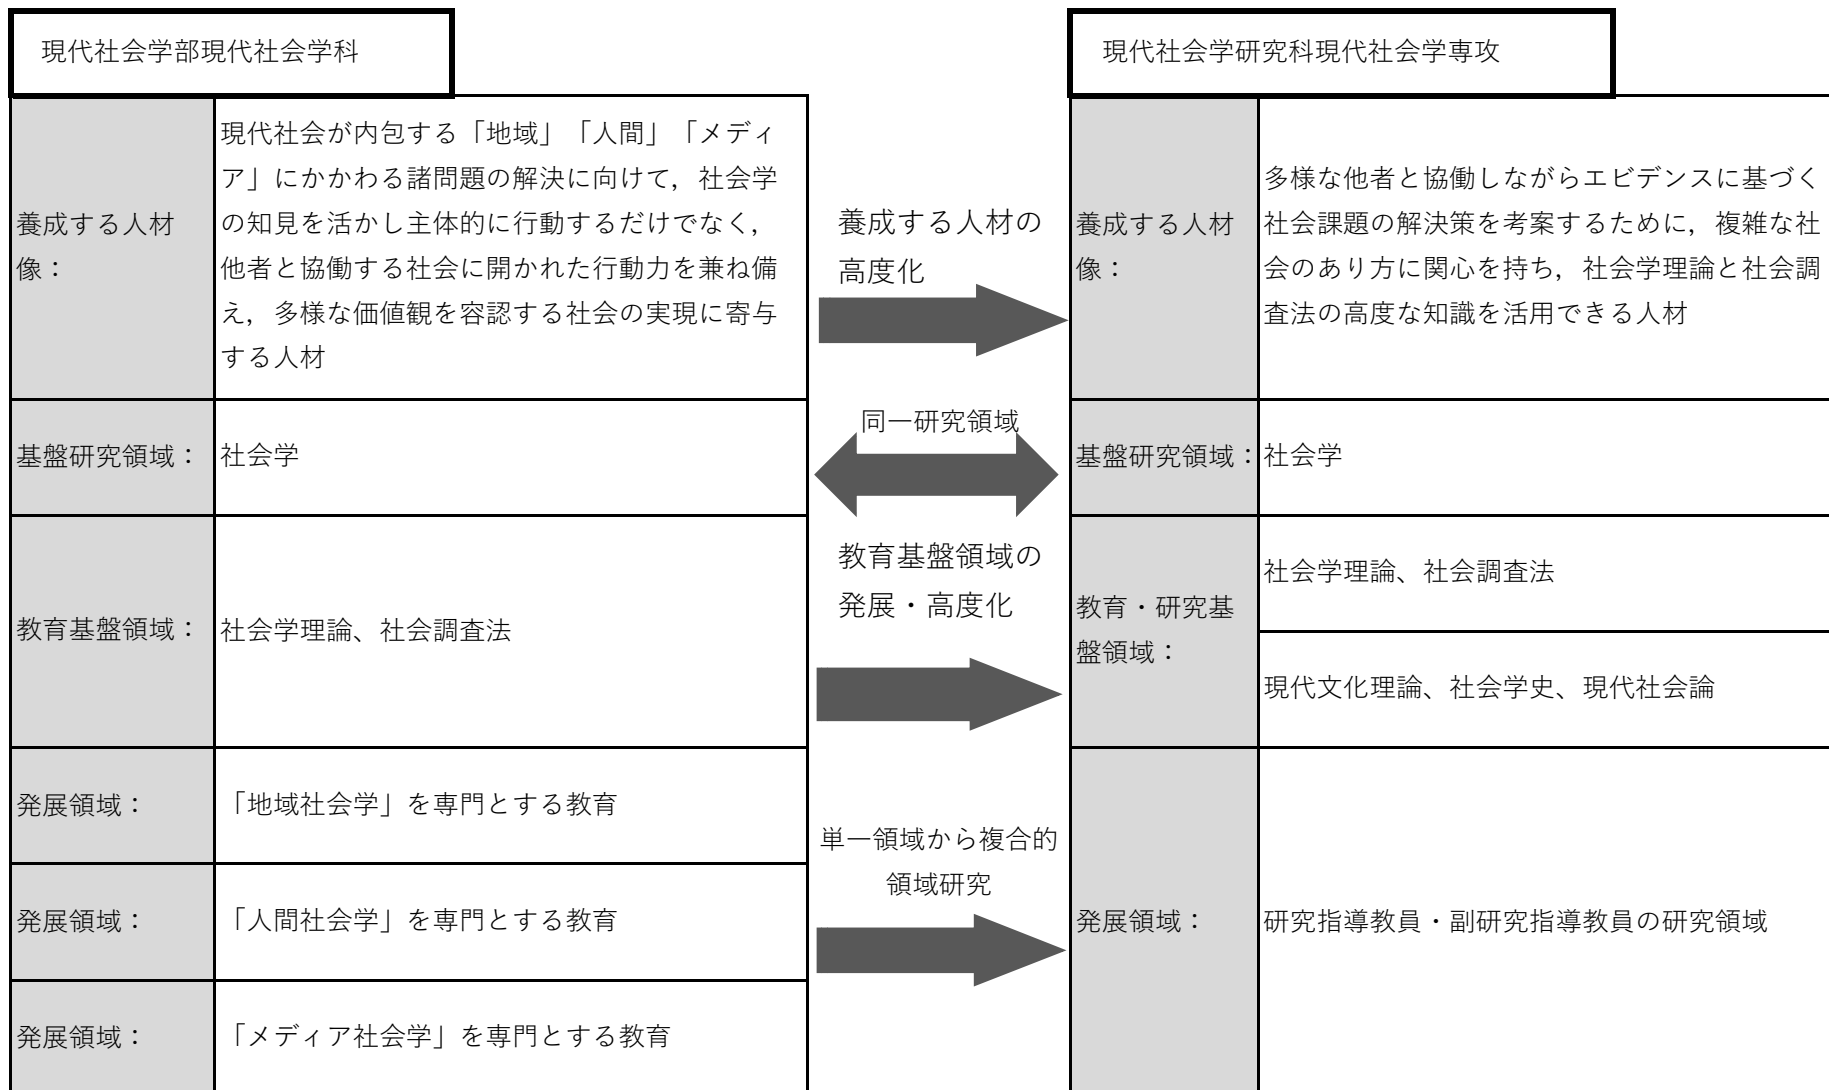 現代社会学部現代社会学科
養成する人材
像：
現代社会が内包する「地域」「人間」「メディ
ア」にかかわる諸問題の解決に向けて，社会学
の知見を活かし主体的に行動するだけでなく，
他者と協働する社会に開かれた行動力を兼ね備
え，多様な価値観を容認する社会の実現に寄与
する人材
基盤研究領域：
社会学
教育基盤領域：
社会学理論、社会調査法
発展領域：
「地域社会学」を専門とする教育
発展領域：
「人間社会学」を専門とする教育
発展領域：
「メディア社会学」を専門とする教育
養成する人材の
高度化
同一研究領域
教育基盤領域の
発展・高度化
単一領域から複合的
領域研究
現代社会学研究科現代社会学専攻
養成する人材
像：
多様な他者と協働しながらエビデンスに基づく
社会課題の解決策を考案するために，複雑な社
会のあり方に関心を持ち，社会学理論と社会調
査法の高度な知識を活用できる人材
基盤研究領域：
社会学
教育・研究基
盤領域：
社会学理論、社会調査法
現代文化理論、社会学史、現代社会論
発展領域：
研究指導教員・副研究指導教員の研究領域